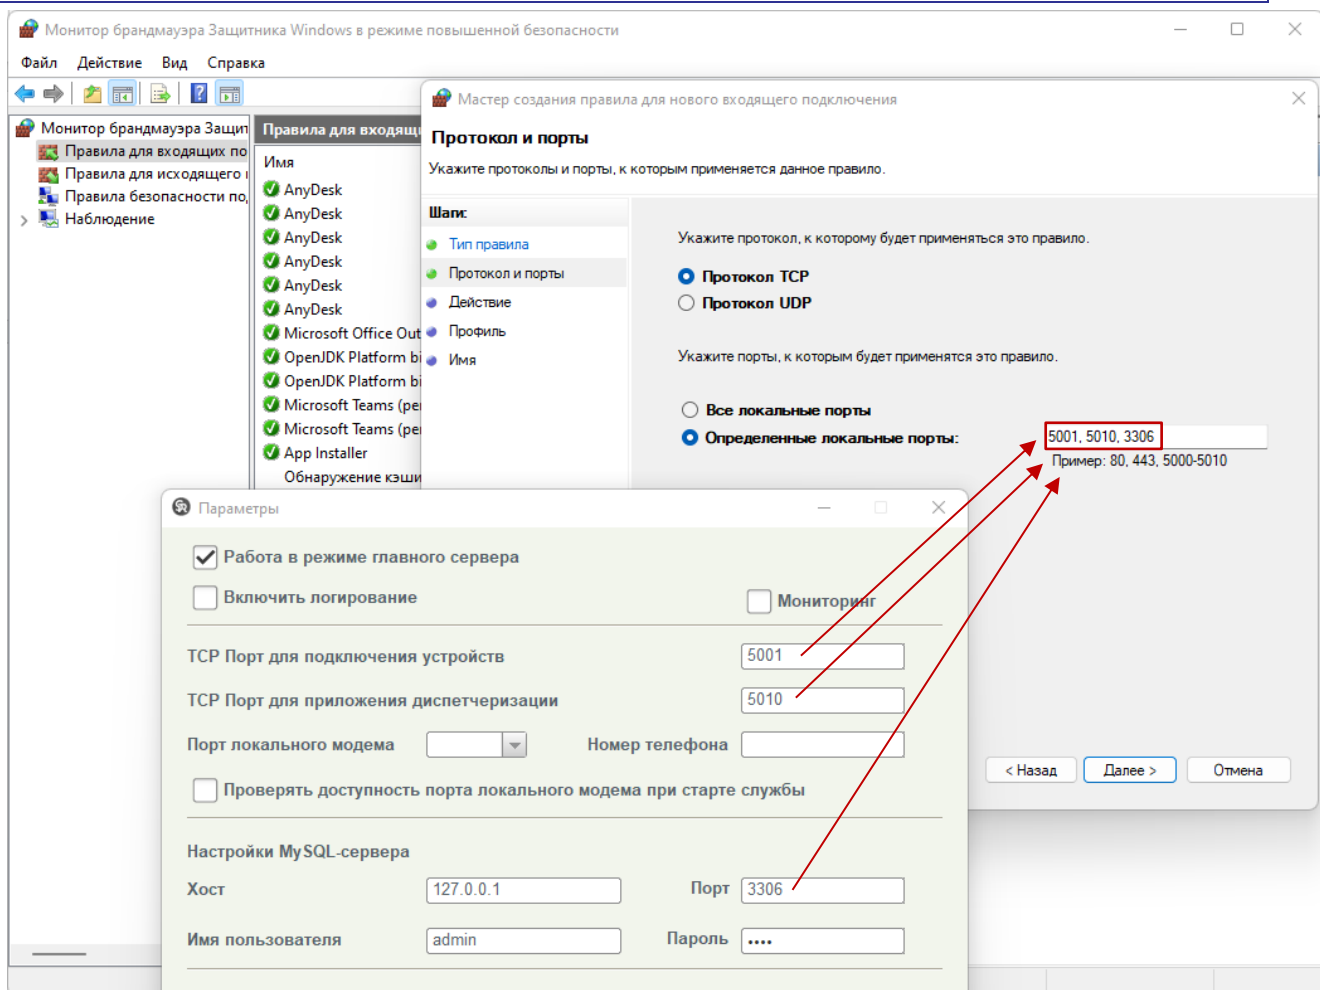 Монитор брандмауэра Защитника Windows в режиме повышенной безопасности
Файл Действие Вид Справка
Монитор брандмауэра Защит
Правила для входящих по
Правила для исходящего
Правила безопасности по
Наблюдение
Правила для входящ
Имя
AnyDesk
AnyDesk
AnyDesk
AnyDesk
AnyDesk
AnyDesk
Microsoft Office Out
OpenJDK Platform bi
OpenJDK Platform bi
Microsoft Teams (per
Microsoft Teams (per
App Installer
Обнаружение кэши
Мастер создания правила для нового входящего подключения
Протокол и порты
Укажите протоколы и порты, к которым применяется данное правило.
Шаги:
Тип правила
Протокол и порты
Действие
Профиль
Имя
Укажите протокол, к которому будет применяться это правило.
Протокол TCP
Протокол UDP
Укажите порты, к которым будет применятся это правило.
Все локальные порты
Определенные локальные порты:
5001, 5010, 3306
Пример: 80, 443, 5000-5010
< Назад Далее > Отмена
Параметры
Работа в режиме главного сервера
Включить логирование Мониторинг
TCP Порт для подключения устройств 5001
TCP Порт для приложения диспетчеризации 5010
Порт локального модема Номер телефона
Проверять доступность порта локального модема при старте службы
Настройки MySQL-сервера
Хост 127.0.0.1 Порт 3306
Имя пользователя admin Пароль ••••